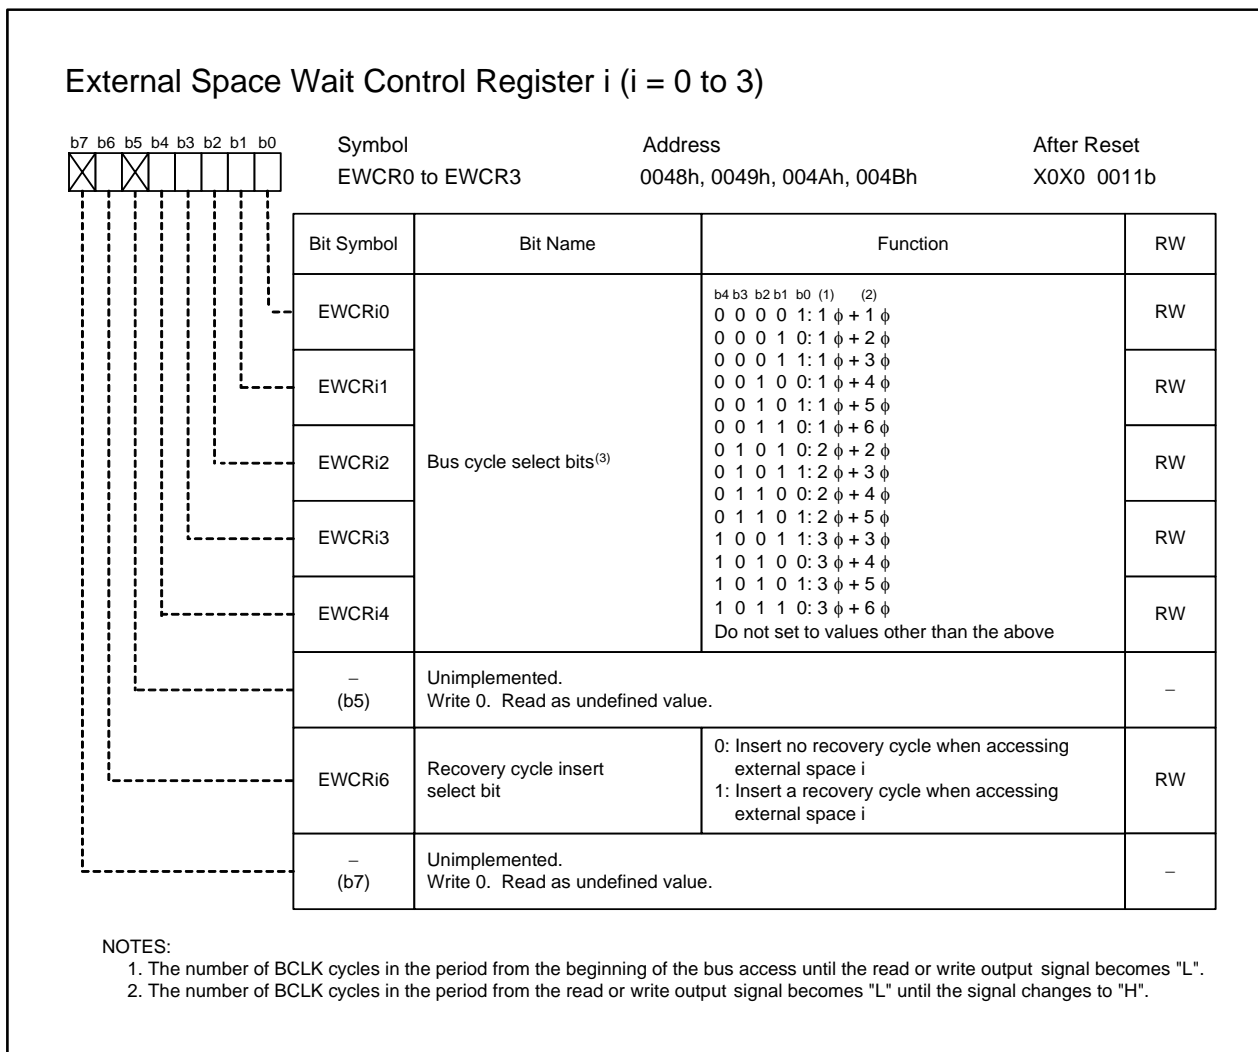 External Space Wait Control Register i (i = 0 to 3)
b7 b6 b5 b4 b3 b2 b1 b0
Symbol Address After Reset
EWCR0 to EWCR3 0048h, 0049h, 004Ah, 004Bh X0X0 0011b
Bit Symbol Bit Name Function RW
EWCRi0 RW
EWCRi1 RW
EWCRi2 RW
EWCRi3 RW
EWCRi4 RW
Bus cycle select bits(3)
b4 b3 b2 b1 b0 (1) (2)
0 0 0 0 1: 1 ϕ + 1 ϕ
0 0 0 1 0: 1 ϕ + 2 ϕ
0 0 0 1 1: 1 ϕ + 3 ϕ
0 0 1 0 0: 1 ϕ + 4 ϕ
0 0 1 0 1: 1 ϕ + 5 ϕ
0 0 1 1 0: 1 ϕ + 6 ϕ
0 1 0 1 0: 2 ϕ + 2 ϕ
0 1 0 1 1: 2 ϕ + 3 ϕ
0 1 1 0 0: 2 ϕ + 4 ϕ
0 1 1 0 1: 2 ϕ + 5 ϕ
1 0 0 1 1: 3 ϕ + 3 ϕ
1 0 1 0 0: 3 ϕ + 4 ϕ
1 0 1 0 1: 3 ϕ + 5 ϕ
1 0 1 1 0: 3 ϕ + 6 ϕ
Do not set to values other than the above
–
(b5)
Unimplemented.
Write 0. Read as undefined value.
–
EWCRi6
Recovery cycle insert
select bit
0: Insert no recovery cycle when accessing
external space i
1: Insert a recovery cycle when accessing
external space i
RW
–
(b7)
Unimplemented.
Write 0. Read as undefined value.
–
NOTES:
1. The number of BCLK cycles in the period from the beginning of the bus access until the read or write output signal becomes "L".
2. The number of BCLK cycles in the period from the read or write output signal becomes "L" until the signal changes to "H".